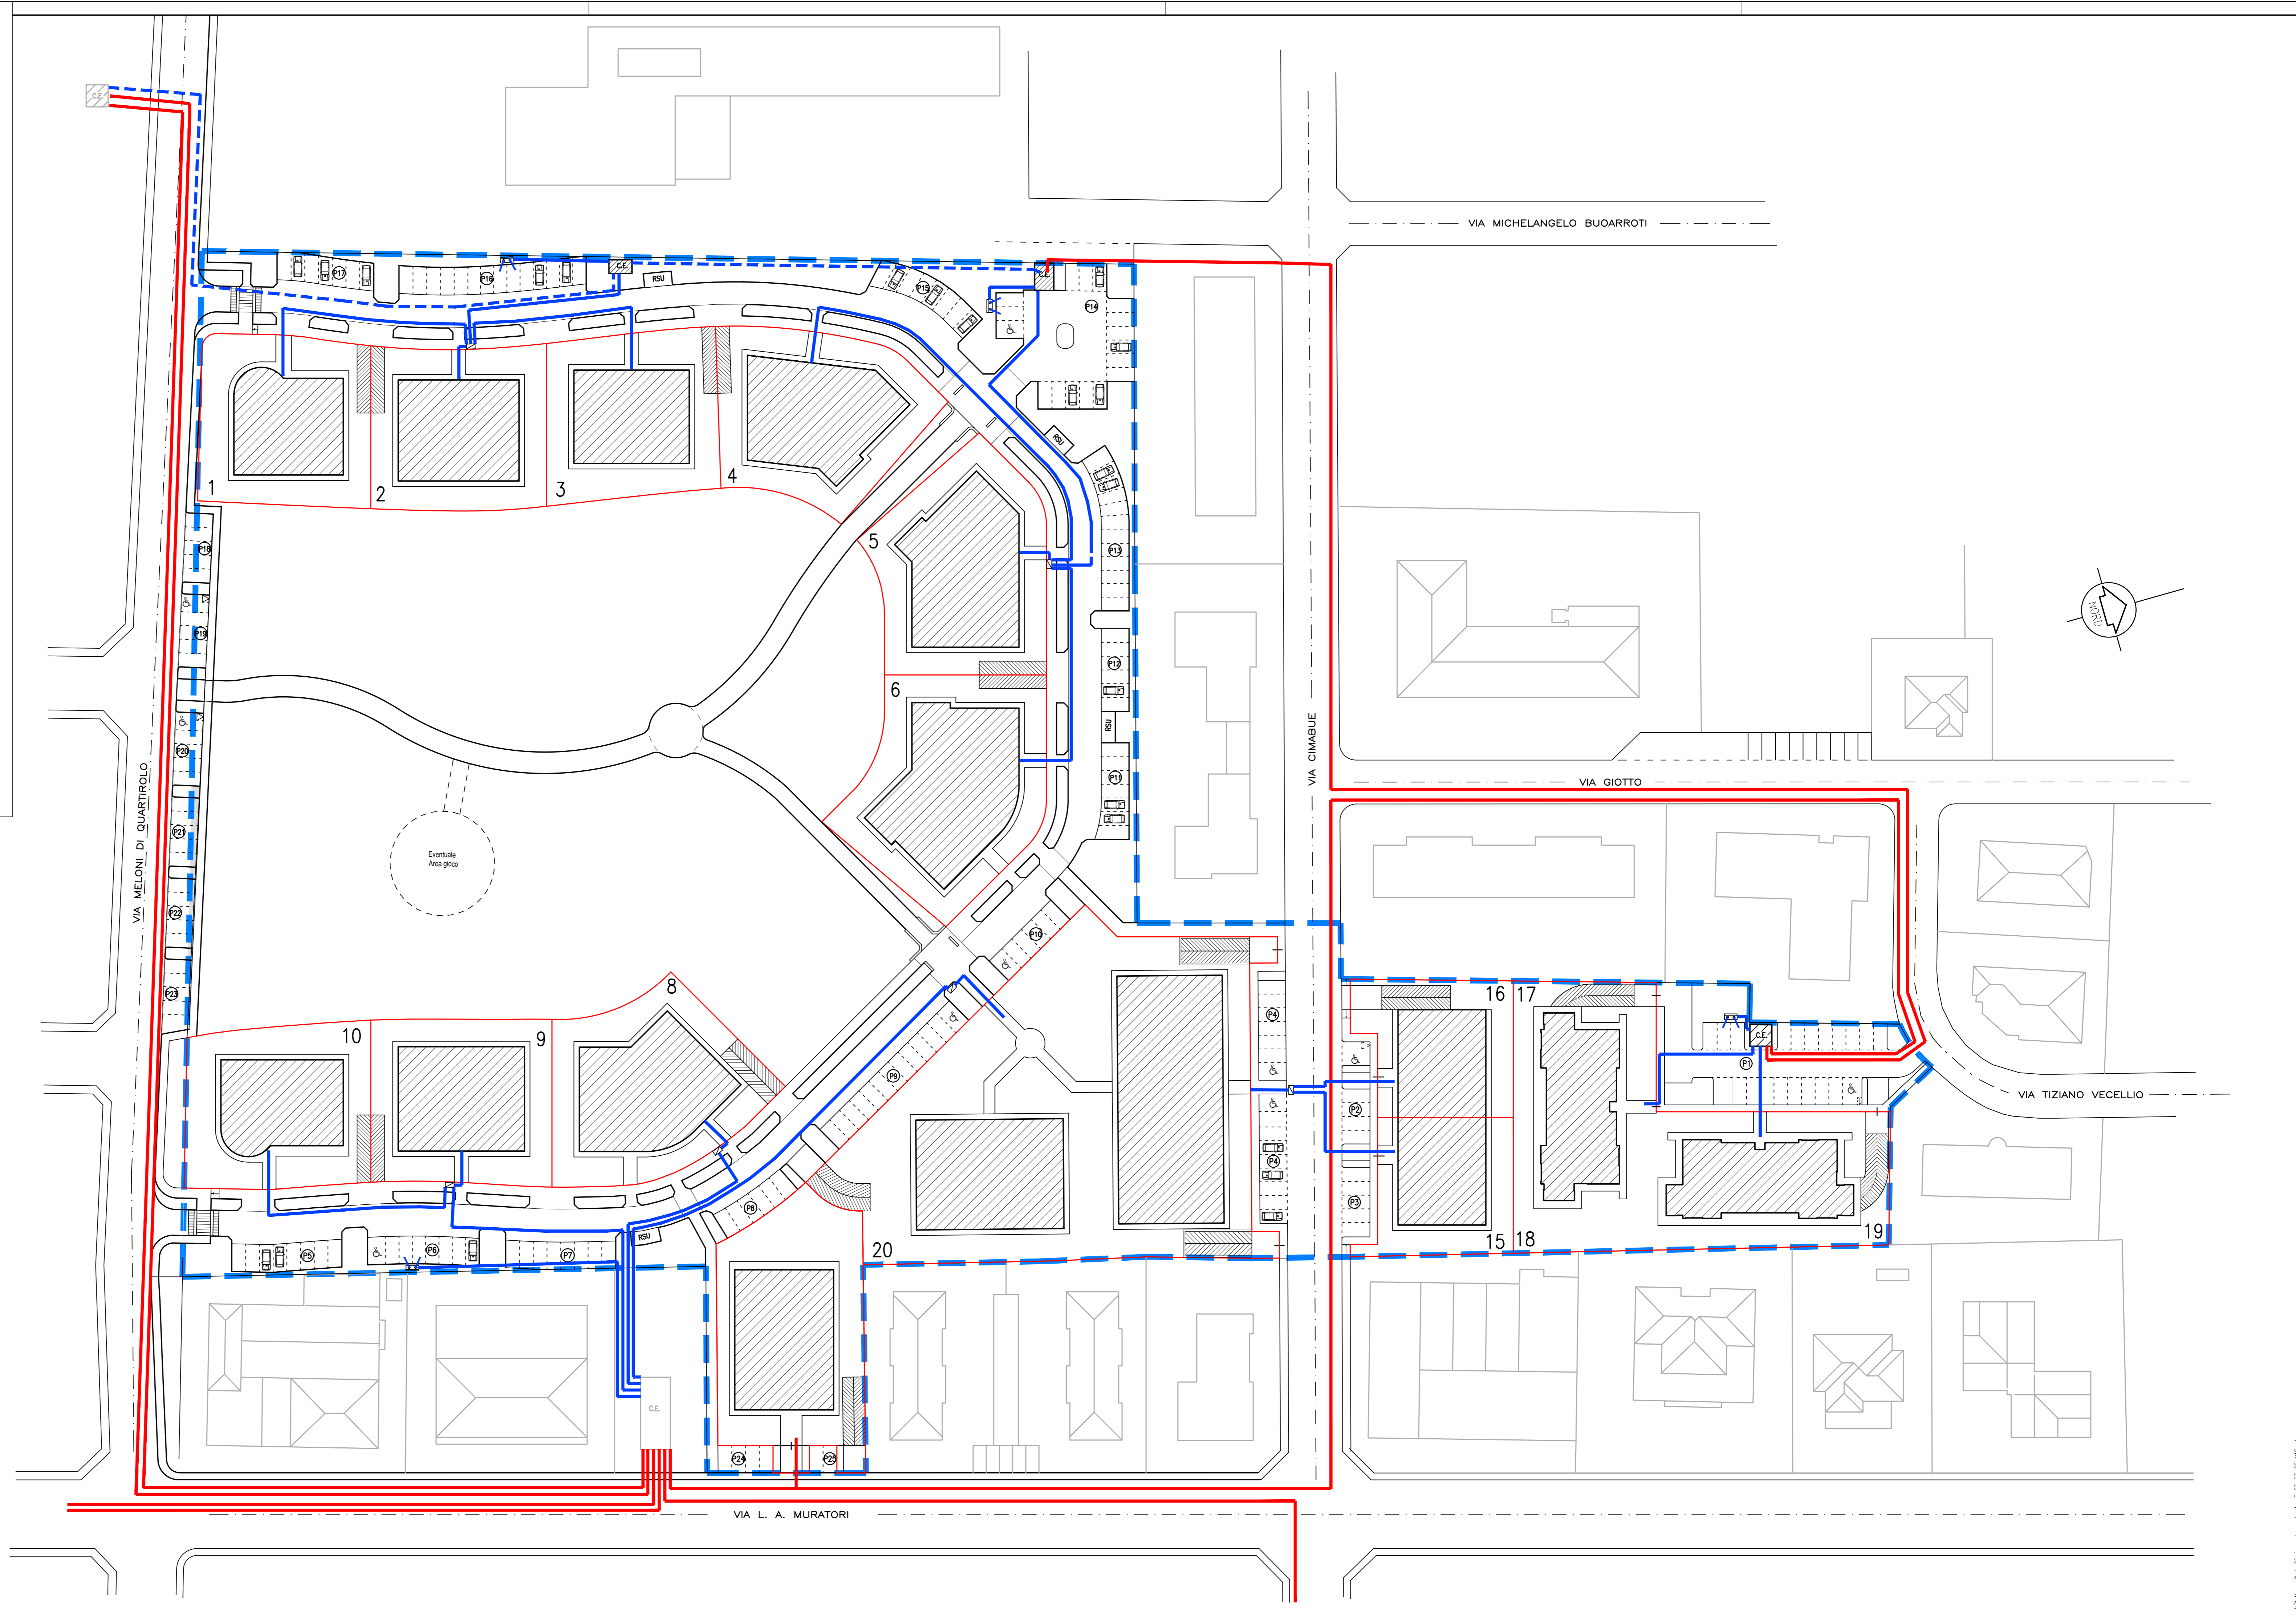 C.E.
VIA MICHELANGELO BUOARROTI
P17
P16
C.E.
RSU
P15
C.E.
P14
RSU
1
2
3
4
5
P18
P13
P19
P12
6
RSU
NORD
P20
P11
VIA MELONI DI QUARTIROLO
VIA CIMABUE
VIA GIOTTO
P21
Eventuale
Area gioco
P22
P10
P23
8
10
9
16
17
P4
C.E.
P1
P9
VIA TIZIANO VECELLIO
P2
P4
P3
P8
P5
P6
P7
RSU
20
15
18
19
C.E.
P24
P25
VIA L. A. MURATORI